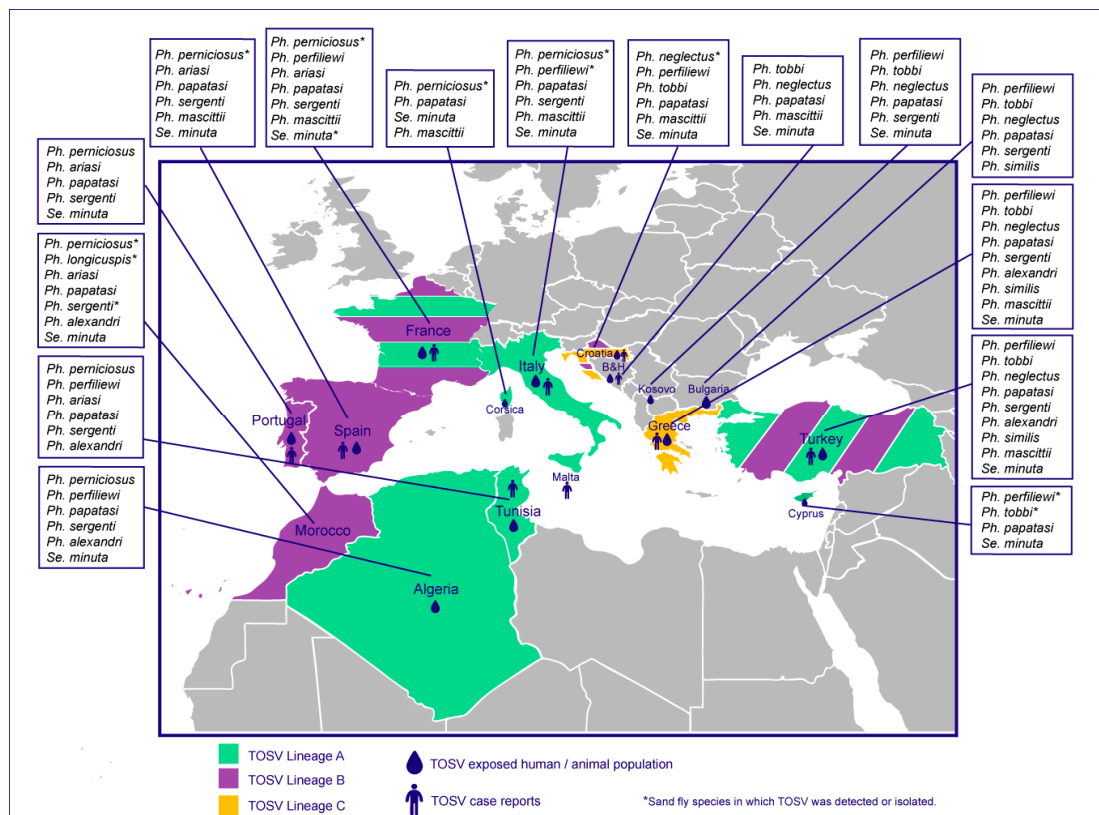 Ph. perniciosus*
Ph. ariasi
Ph. papatasi
Ph. sergenti
Ph. mascittii
Se. minuta
Ph. perniciosus*
Ph. perfiliewi
Ph. ariasi
Ph. papatasi
Ph. sergenti
Ph. mascittii
Se. minuta*
Ph. perniciosus*
Ph. papatasi
Se. minuta
Ph. mascittii
Ph. perniciosus*
Ph. perfiliewi*
Ph. papatasi
Ph. sergenti
Ph. mascittii
Se. minuta
Ph. neglectus*
Ph. perfiliewi
Ph. tobbi
Ph. papatasi
Ph. mascittii
Se. minuta
Ph. tobbi
Ph. neglectus
Ph. papatasi
Ph. mascittii
Se. minuta
Ph. perfiliewi
Ph. tobbi
Ph. neglectus
Ph. papatasi
Ph. sergenti
Se. minuta
Ph. perfiliewi
Ph. tobbi
Ph. neglectus
Ph. papatasi
Ph. sergenti
Ph. similis
Ph. perniciosus
Ph. ariasi
Ph. papatasi
Ph. sergenti
Se. minuta
Ph. perniciosus*
Ph. longicuspis*
Ph. ariasi
Ph. papatasi
Ph. sergenti*
Ph. alexandri
Se. minuta
Ph. perniciosus
Ph. perfiliewi
Ph. ariasi
Ph. papatasi
Ph. sergenti
Ph. alexandri
Ph. perniciosus
Ph. perfiliewi
Ph. papatasi
Ph. sergenti
Ph. alexandri
Se. minuta
Ph. perfiliewi
Ph. tobbi
Ph. neglectus
Ph. papatasi
Ph. sergenti
Ph. alexandri
Ph. similis
Ph. mascittii
Se. minuta
Ph. perfiliewi
Ph. tobbi
Ph. neglectus
Ph. papatasi
Ph. sergenti
Ph. alexandri
Ph. similis
Ph. mascittii
Se. minuta
Ph. perfiliewi*
Ph. tobbi*
Ph. papatasi
Se. minuta
France
Croatia
B&H
Italy
Kosovo
Bulgaria
Corsica
Portugal
Spain
Greece
Turkey
Malta
Tunisia
Cyprus
Morocco
Algeria
TOSV Lineage A
TOSV Lineage B
TOSV Lineage C
TOSV exposed human / animal population
TOSV case reports
*Sand fly species in which TOSV was detected or isolated.